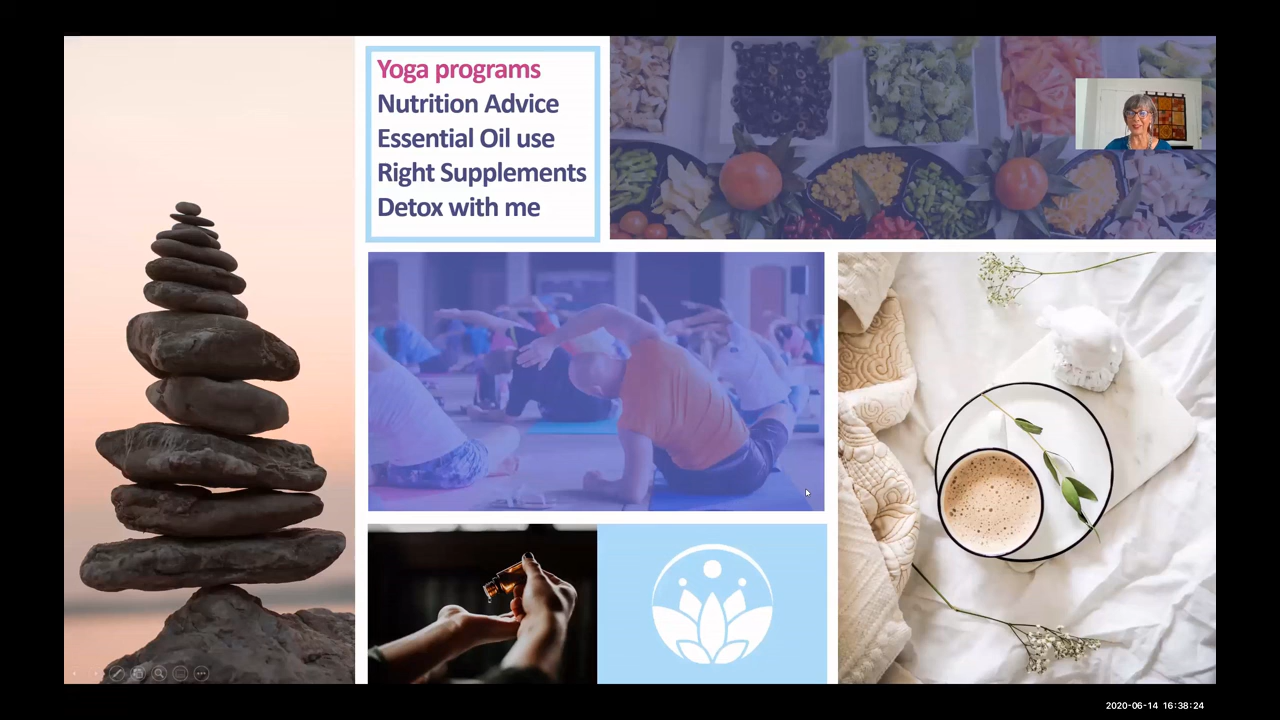 Yoga programs
Nutrition Advice
Essential Oil use
Right Supplements
Detox with me
2020-06-14 16:38:24